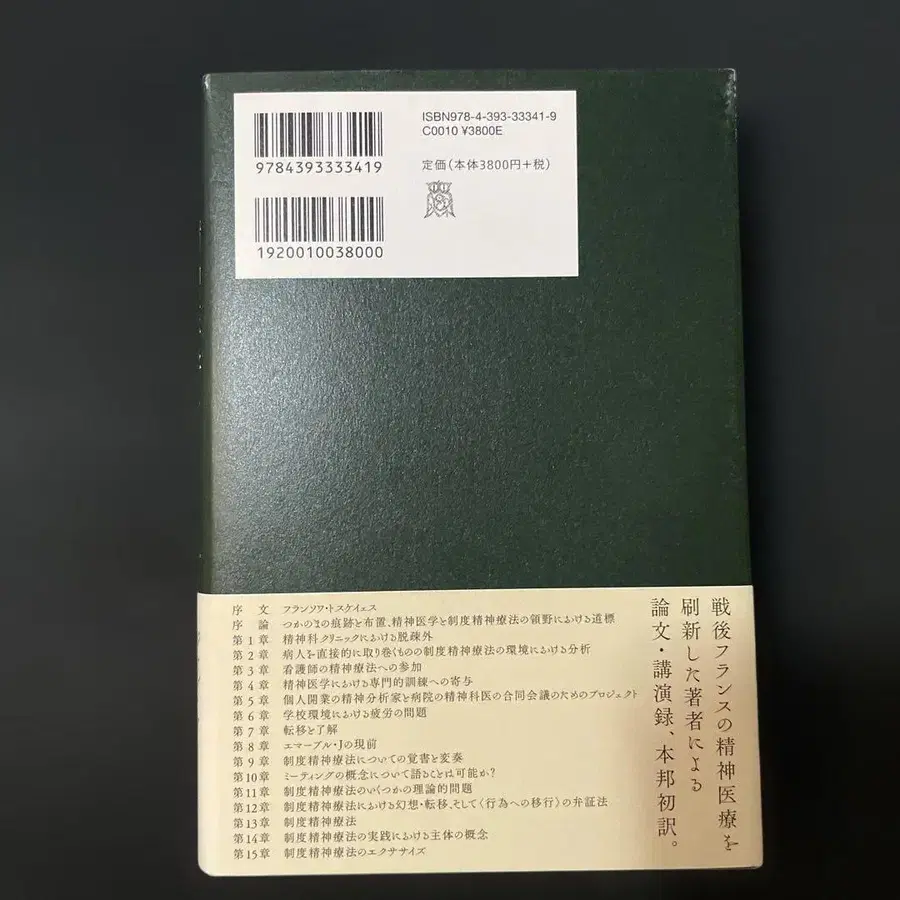 ISBN978-4-393-33341-9
C0010 ¥3800E
定価(本体3800円+税)
9784393333419
1920010038000
戦後フランスの精神医療を
刷新した著者による
論文・講演録、本邦初訳。
序 文 フランソワ・トスケイェス
序 論 つかのまの痕跡と布置、精神医学と制度精神療法の領野における道標
第1章 精神科クリニックにおける脱疎外
第2章 病人を直接的に取り巻くものの制度精神療法の環境における分析
第3章 看護師の精神療法への参加
第4章 精神医学における専門的訓練への寄与
第5章 個人開業の精神分析家と病院の精神科医の合同会議のためのプロジェクト
第6章 学校環境における疲労の問題
第7章 転移と了解
第8章 エマーブル・Jの現前
第9章 制度精神療法についての覚書と変奏
第10章 ミーティングの概念について語ることは可能か?
第11章 制度精神療法のいくつかの理論的問題
第12章 制度精神療法における幻想・転移、そして〈行為への移行〉の弁証法
第13章 制度精神療法
第14章 制度精神療法の実践における主体の概念
第15章 制度精神療法のエクササイズ